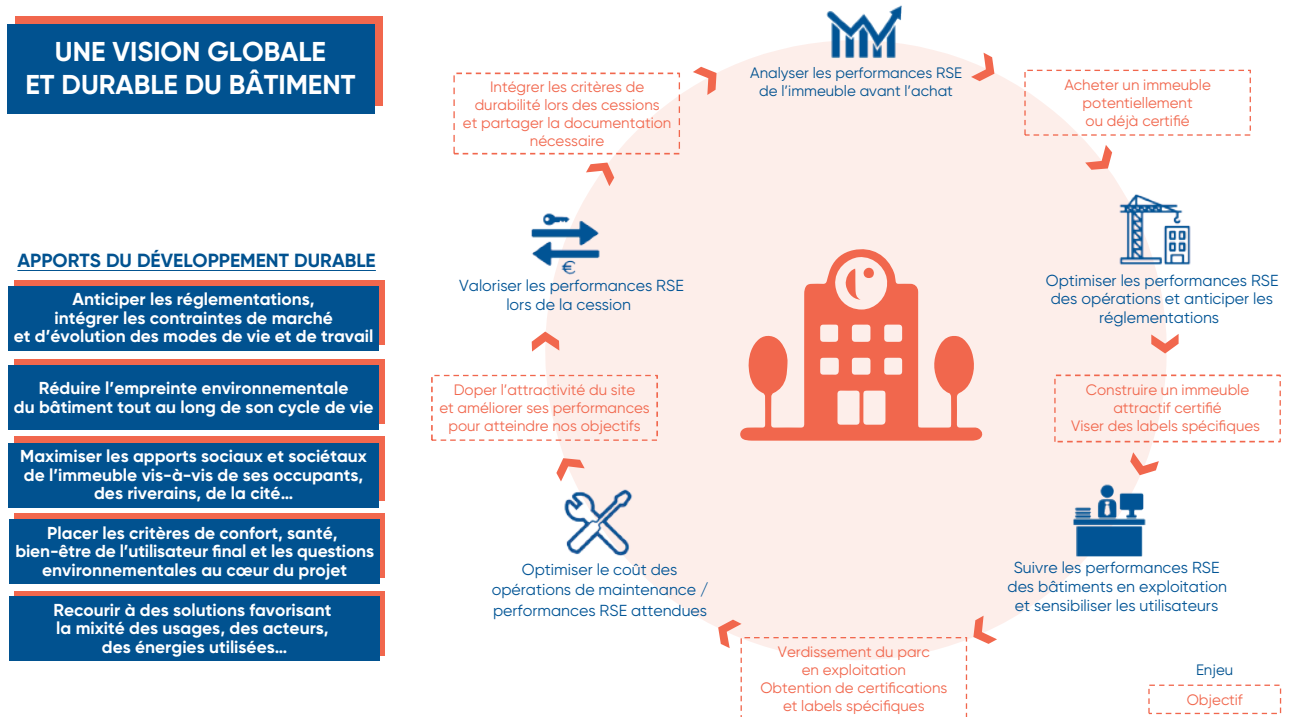 UNE VISION GLOBALE
ET DURABLE DU BÂTIMENT
APPORTS DU DÉVELOPPEMENT DURABLE
Anticiper les réglementations,
intégrer les contraintes de marché
et d'évolution des modes de vie et de travail
Réduire l'empreinte environnementale
du bâtiment tout au long de son cycle de vie
Maximiser les apports sociaux et sociétaux
de l'immeuble vis-à-vis de ses occupants,
des riverains, de la cité...
Placer les critères de confort, santé,
bien-être de l'utilisateur final et les questions
environnementales au cœur du projet
Recourir à des solutions favorisant
la mixité des usages, des acteurs,
des énergies utilisées...
Analyser les performances RSE
de l'immeuble avant l'achat
Acheter un immeuble
potentiellement
ou déjà certifié
Optimiser les performances RSE
des opérations et anticiper les
réglementations
Construire un immeuble
attractif certifié
Viser des labels spécifiques
Suivre les performances RSE
des bâtiments en exploitation
et sensibiliser les utilisateurs
Verdissement du parc
en exploitation
Obtention de certifications
et labels spécifiques
Optimiser le coût des
opérations de maintenance /
performances RSE attendues
Doper l'attractivité du site
et améliorer ses performances
pour atteindre nos objectifs
€
Valoriser les performances RSE
lors de la cession
Intégrer les critères de
durabilité lors des cessions
et partager la documentation
nécessaire
Enjeu
Objectif